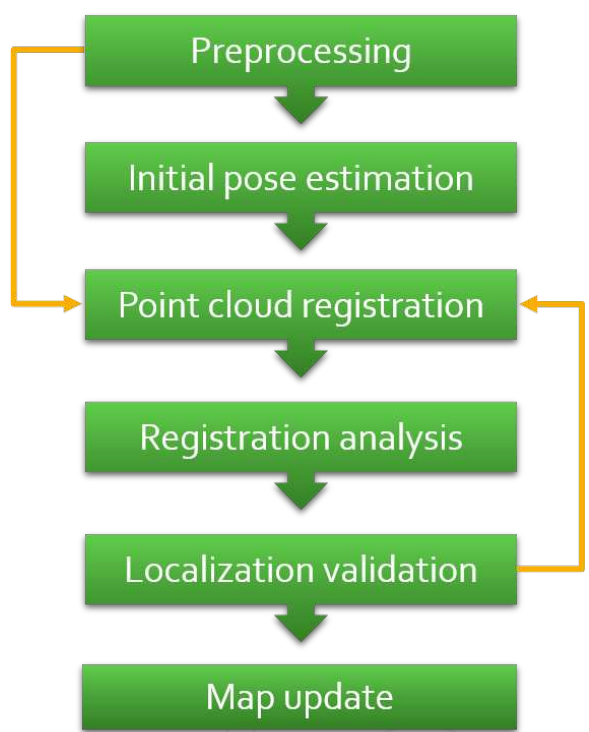 Preprocessing
Initial pose estimation
Point cloud registration
Registration analysis
Localization validation
Map update